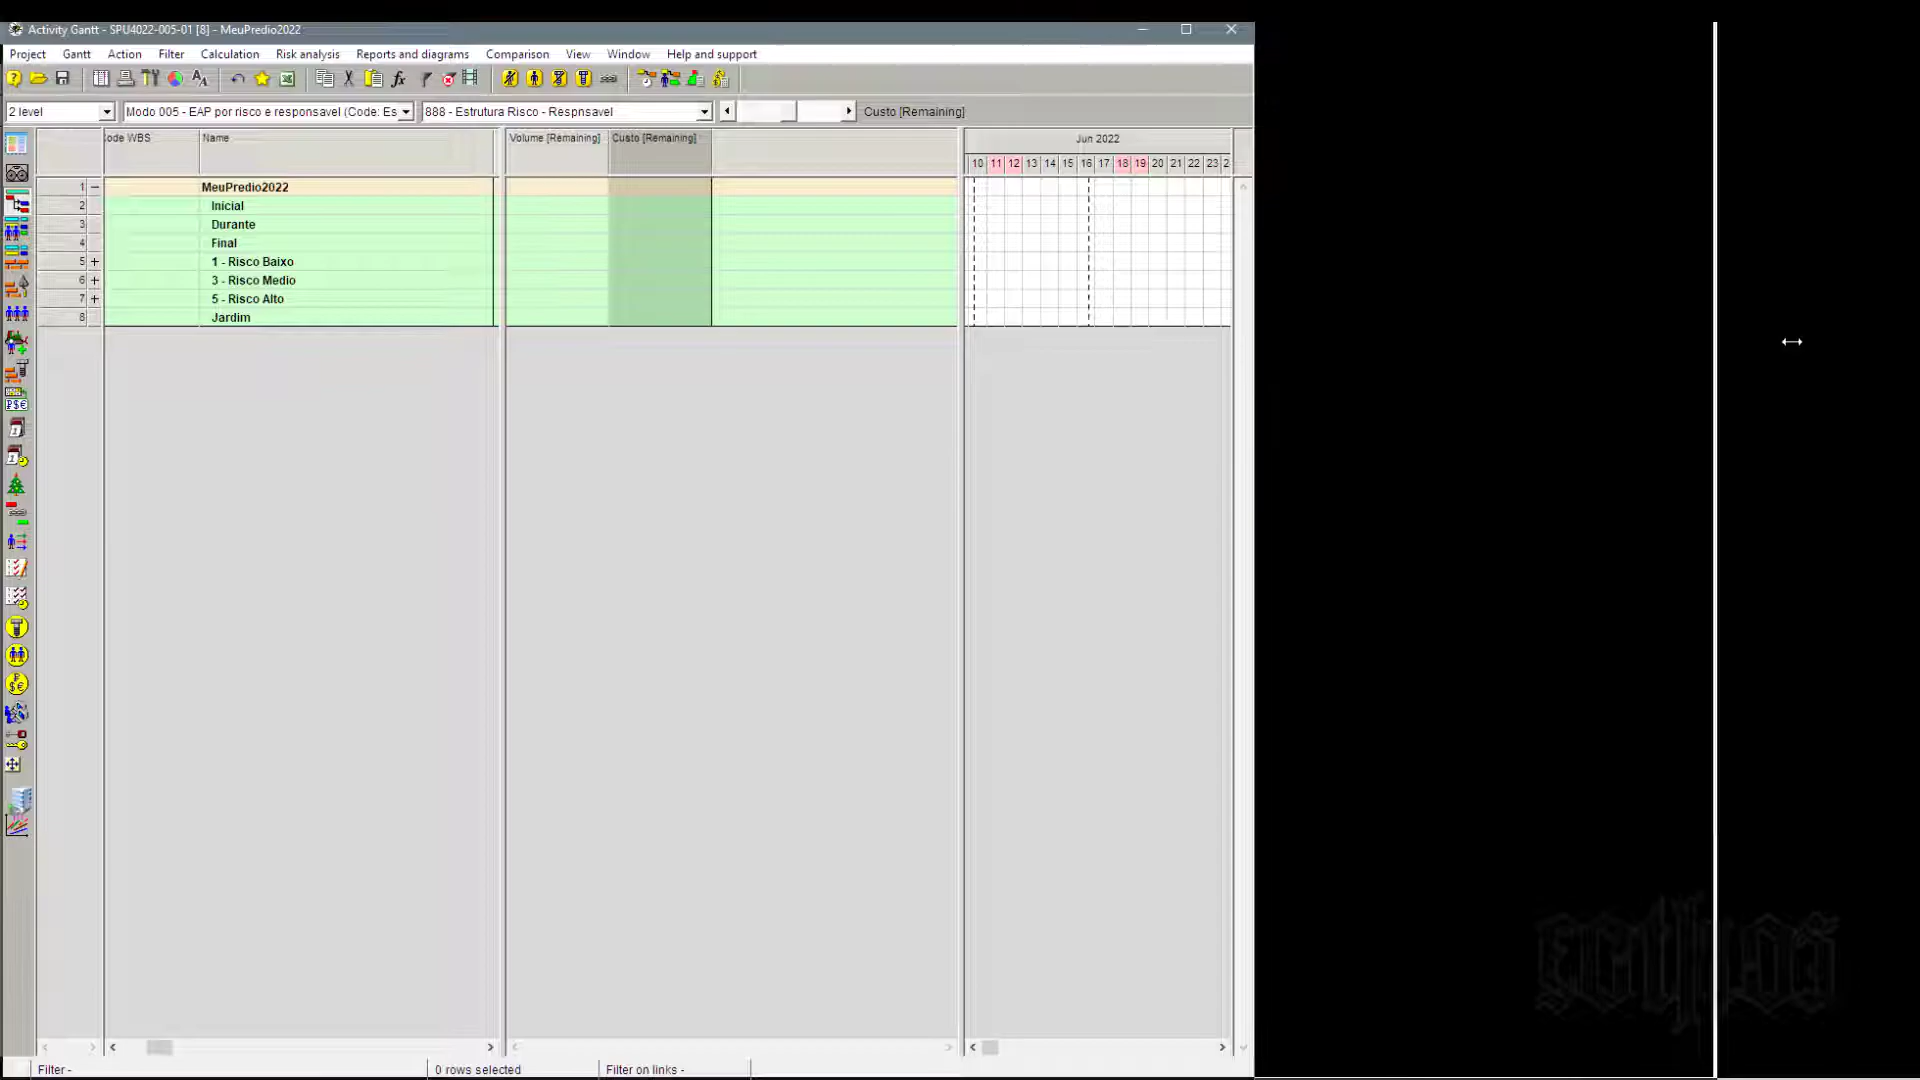 Activity Gantt - SPU4022-005-01 [8] - MeuPredio2022
Project Gantt Action Filter Calculation Risk analysis Reports and diagrams Comparison View Window Help and support
2 level Modo 005 - EAP por risco e responsavel (Code: Es 888 - Estrutura Risco - Respnsavel Custo [Remaining]
ode WBS Name Volume [Remaining] Custo [Remaining] Jun 2022
10 11 12 13 14 15 16 17 18 19 20 21 22 23 2
1 MeuPredio2022
2 Inicial
3 Durante
4 Final
5 1 - Risco Baixo
6 3 - Risco Medio
7 5 - Risco Alto
8 Jardim
Filter - 0 rows selected Filter on links -